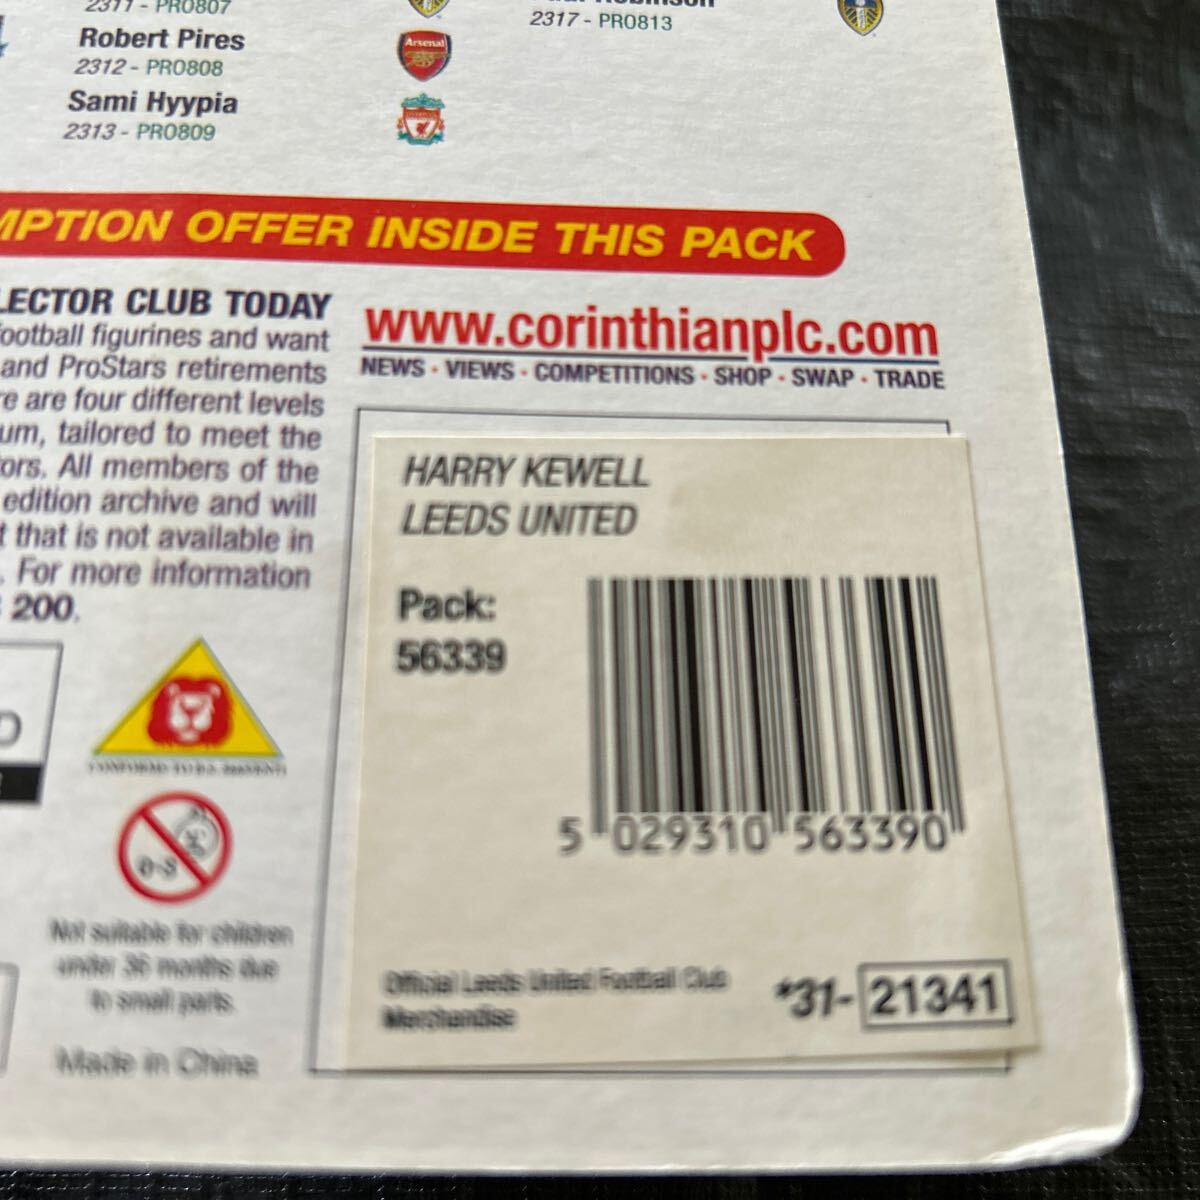 2311 - PRO807
Robert Pires
2312 - PRO808
Sami Hyypia
2313 - PRO809
Robinson
2317 - PRO813
Arsenal
MPTION OFFER INSIDE THIS PACK
LECTOR CLUB TODAY
football figurines and want
and ProStars retirements
re are four different levels
um, tailored to meet the
ors. All members of the
edition archive and will
t that is not available in
. For more information
200.
www.corinthianplc.com
NEWS · VIEWS · COMPETITIONS · SHOP · SWAP · TRADE
HARRY KEWELL
LEEDS UNITED
Pack:
56339
5 029310 563390
Official Leeds United Football Club
Merchandise
*31- 21341
0-3
Not suitable for children
under 36 months due
to small parts.
Made in China